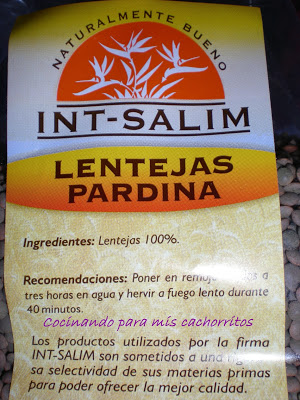 NATURALMENTE BUENO
INT-SALIM
LENTEJAS
PARDINA
Ingredientes: Lentejas 100%.
Recomendaciones: Poner en remojo a
tres horas en agua y hervir a fuego lento durante
40 minutos.
Cocinando para mis cachorritos
Los productos utilizados por la firma
INT-SALIM son sometidos a una
sa selectividad de sus materias primas
para poder ofrecer la mejor calidad.